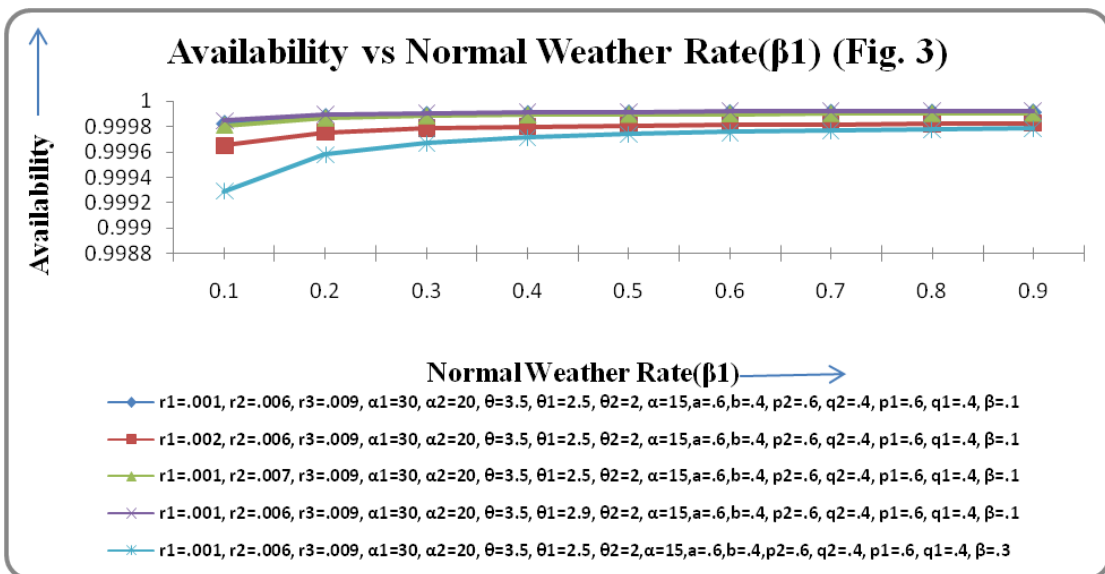 Availability vs Normal Weather Rate(β1) (Fig. 3)
Availability
1
0.9998
0.9996
0.9994
0.9992
0.999
0.9988
0.1 0.2 0.3 0.4 0.5 0.6 0.7 0.8 0.9
Normal Weather Rate(β1)
r1=.001, r2=.006, r3=.009, α1=30, α2=20, θ=3.5, θ1=2.5, θ2=2, α=15,a=.6,b=.4, p2=.6, q2=.4, p1=.6, q1=.4, β=.1
r1=.002, r2=.006, r3=.009, α1=30, α2=20, θ=3.5, θ1=2.5, θ2=2, α=15,a=.6,b=.4, p2=.6, q2=.4, p1=.6, q1=.4, β=.1
r1=.001, r2=.007, r3=.009, α1=30, α2=20, θ=3.5, θ1=2.5, θ2=2, α=15,a=.6,b=.4, p2=.6, q2=.4, p1=.6, q1=.4, β=.1
r1=.001, r2=.006, r3=.009, α1=30, α2=20, θ=3.5, θ1=2.9, θ2=2, α=15,a=.6,b=.4, p2=.6, q2=.4, p1=.6, q1=.4, β=.1
r1=.001, r2=.006, r3=.009, α1=30, α2=20, θ=3.5, θ1=2.5, θ2=2,α=15,a=.6,b=.4,p2=.6, q2=.4, p1=.6, q1=.4, β=.3